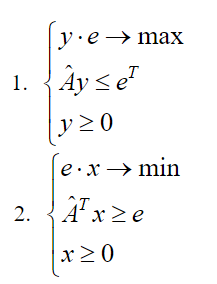 1. { y · e → max
Ây ≤ e^T
y ≥ 0
2. { e · x → min
Â^T x ≥ e
x ≥ 0